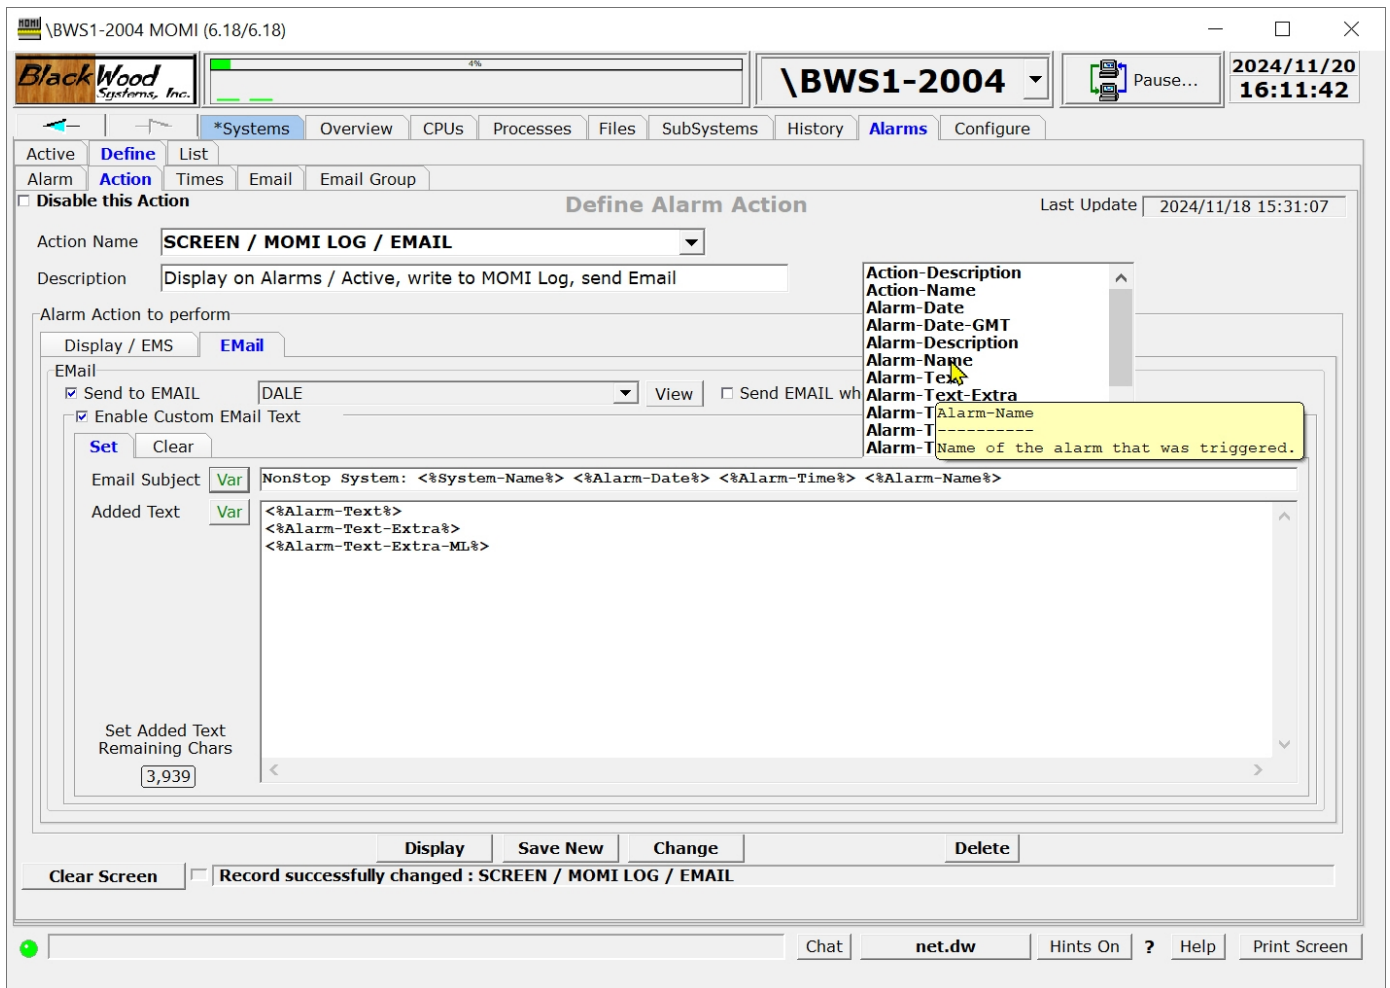 \BWS1-2004 MOMI (6.18/6.18)
BlackWood Systems, Inc.
4%
\BWS1-2004
Pause...
2024/11/20
16:11:42
*Systems Overview CPUs Processes Files SubSystems History Alarms Configure
Active Define List
Alarm Action Times Email Email Group
Disable this Action
Define Alarm Action
Last Update 2024/11/18 15:31:07
Action Name SCREEN / MOMI LOG / EMAIL
Description Display on Alarms / Active, write to MOMI Log, send Email
Action-Description
Action-Name
Alarm-Date
Alarm-Date-GMT
Alarm-Description
Alarm-Name
Alarm-Tex
Alarm-Text-Extra
Alarm-T
Alarm-T
Alarm-T
Alarm-Name
----------
Name of the alarm that was triggered.
Alarm Action to perform
Display / EMS EMail
EMail
Send to EMAIL DALE View Send EMAIL wh
Enable Custom EMail Text
Set Clear
Email Subject Var NonStop System: <%System-Name%> <%Alarm-Date%> <%Alarm-Time%> <%Alarm-Name%>
Added Text Var <%Alarm-Text%>
<%Alarm-Text-Extra%>
<%Alarm-Text-Extra-ML%>
Set Added Text
Remaining Chars
3,939
Display Save New Change Delete
Clear Screen Record successfully changed : SCREEN / MOMI LOG / EMAIL
Chat net.dw Hints On ? Help Print Screen